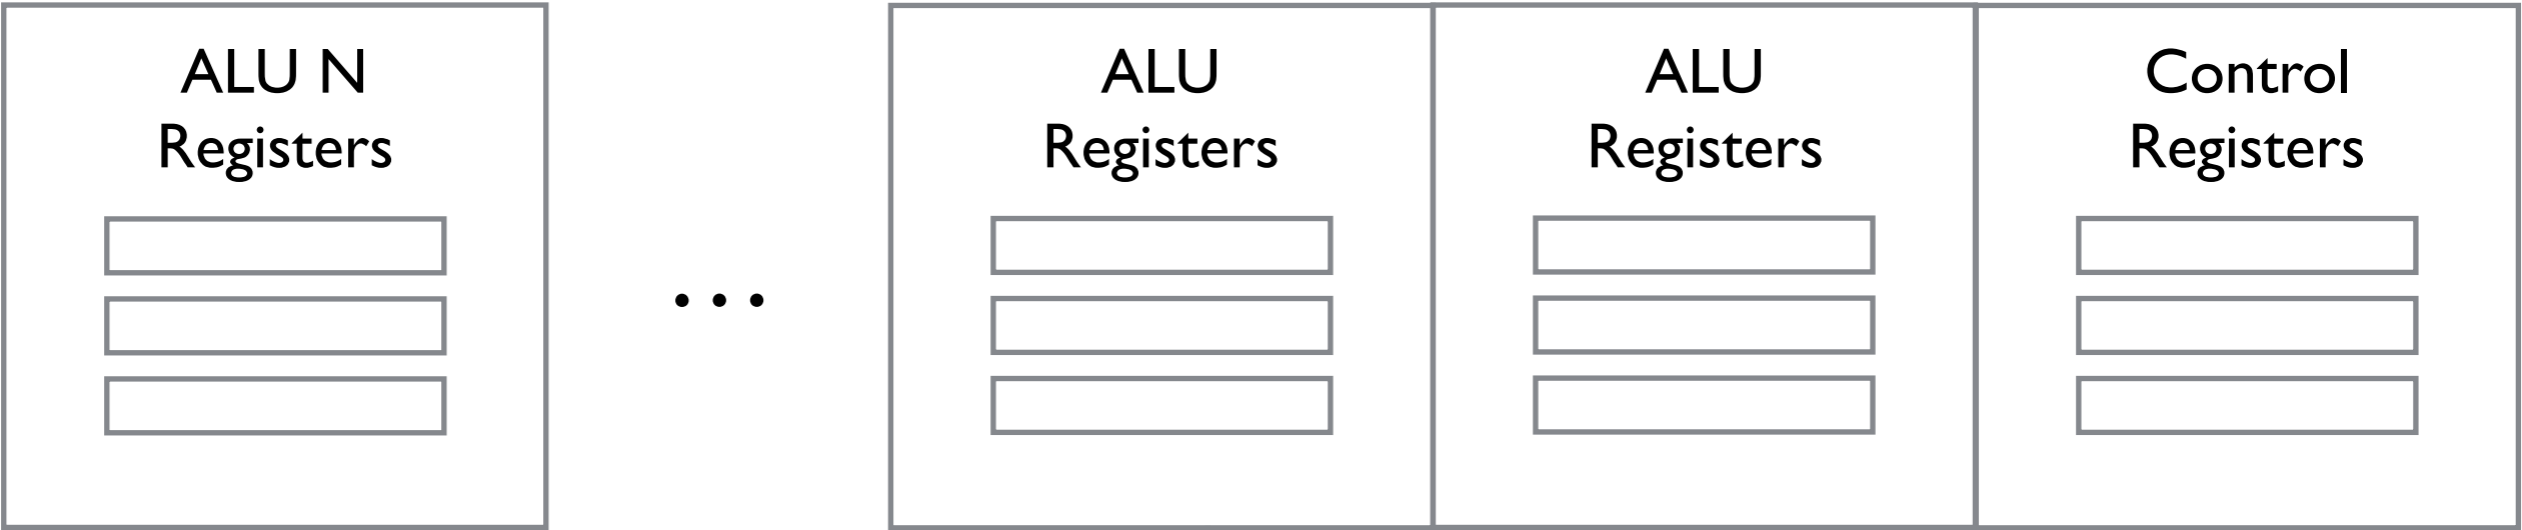 ALU N
Registers
...
ALU
Registers
ALU
Registers
Control
Registers